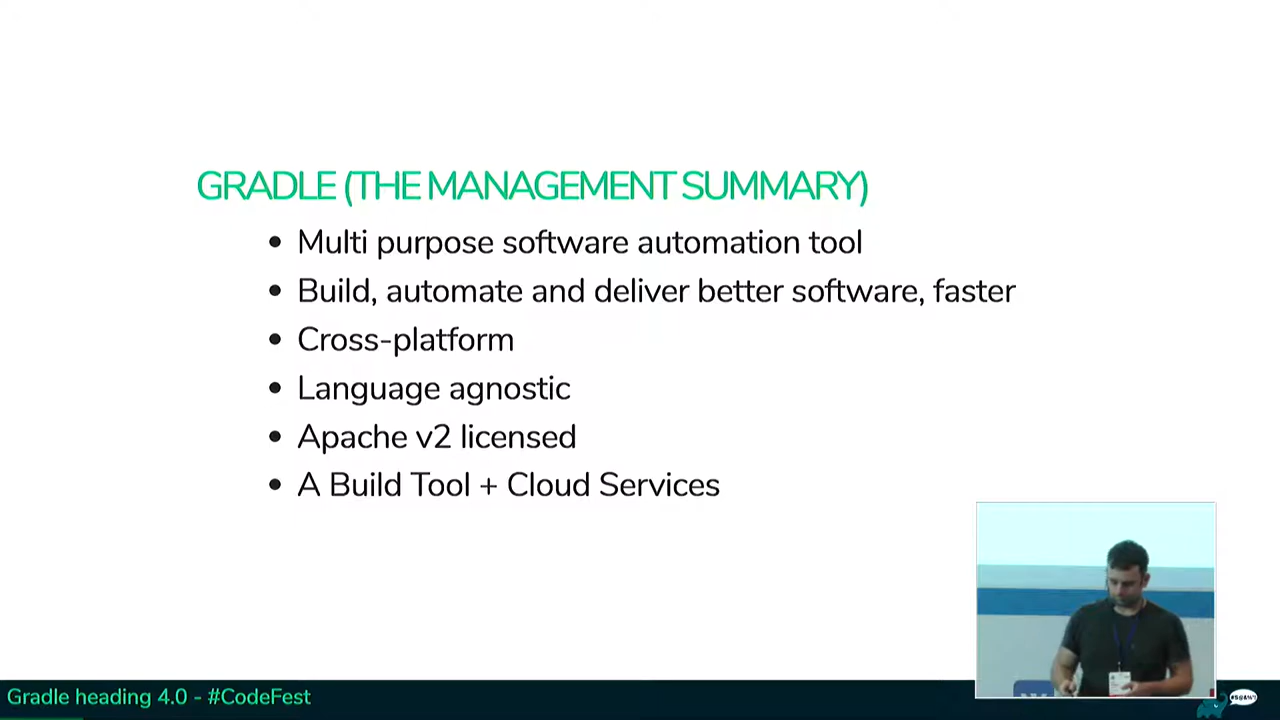 GRADLE (THE MANAGEMENT SUMMARY)
• Multi purpose software automation tool
• Build, automate and deliver better software, faster
• Cross-platform
• Language agnostic
• Apache v2 licensed
• A Build Tool + Cloud Services
Gradle heading 4.0 - #CodeFest